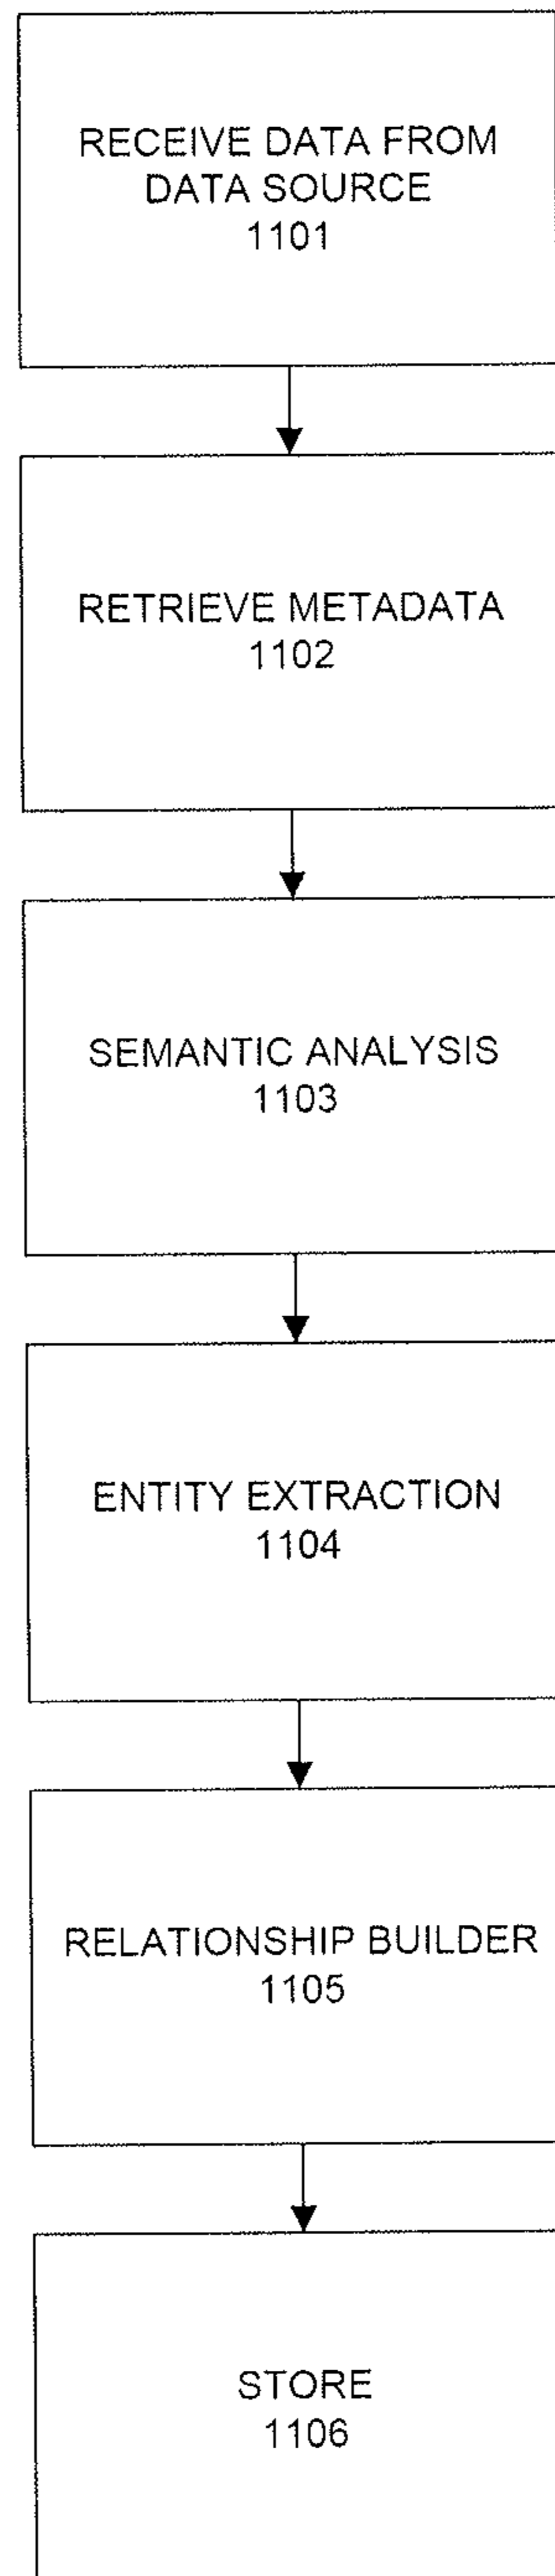 RECEIVE DATA FROM
DATA SOURCE
1101
RETRIEVE METADATA
1102
SEMANTIC ANALYSIS
1103
ENTITY EXTRACTION
1104
RELATIONSHIP BUILDER
1105
STORE
1106